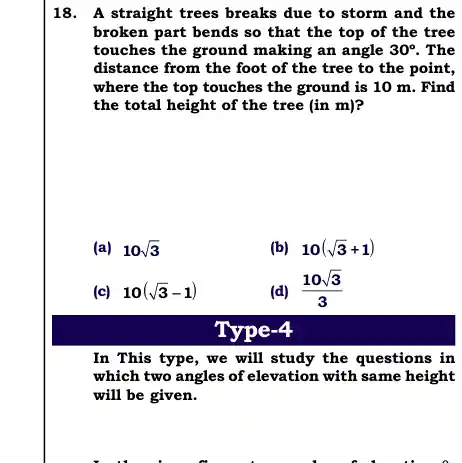 18. A straight trees breaks due to storm and the
broken part bends so that the top of the tree
touches the ground making an angle 30°. The
distance from the foot of the tree to the point,
where the top touches the ground is 10 m. Find
the total height of the tree (in m)?
(a) 10√3 (b) 10(√3 + 1)
(c) 10(√3 – 1) (d) 10√3/3
Type-4
In This type, we will study the questions in
which two angles of elevation with same height
will be given.